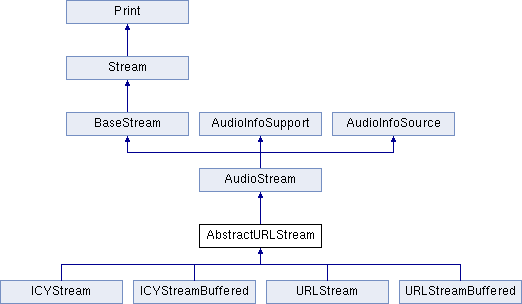 Print
Stream
BaseStream
AudioInfoSupport
AudioInfoSource
AudioStream
AbstractURLStream
ICYStream
ICYStreamBuffered
URLStream
URLStreamBuffered